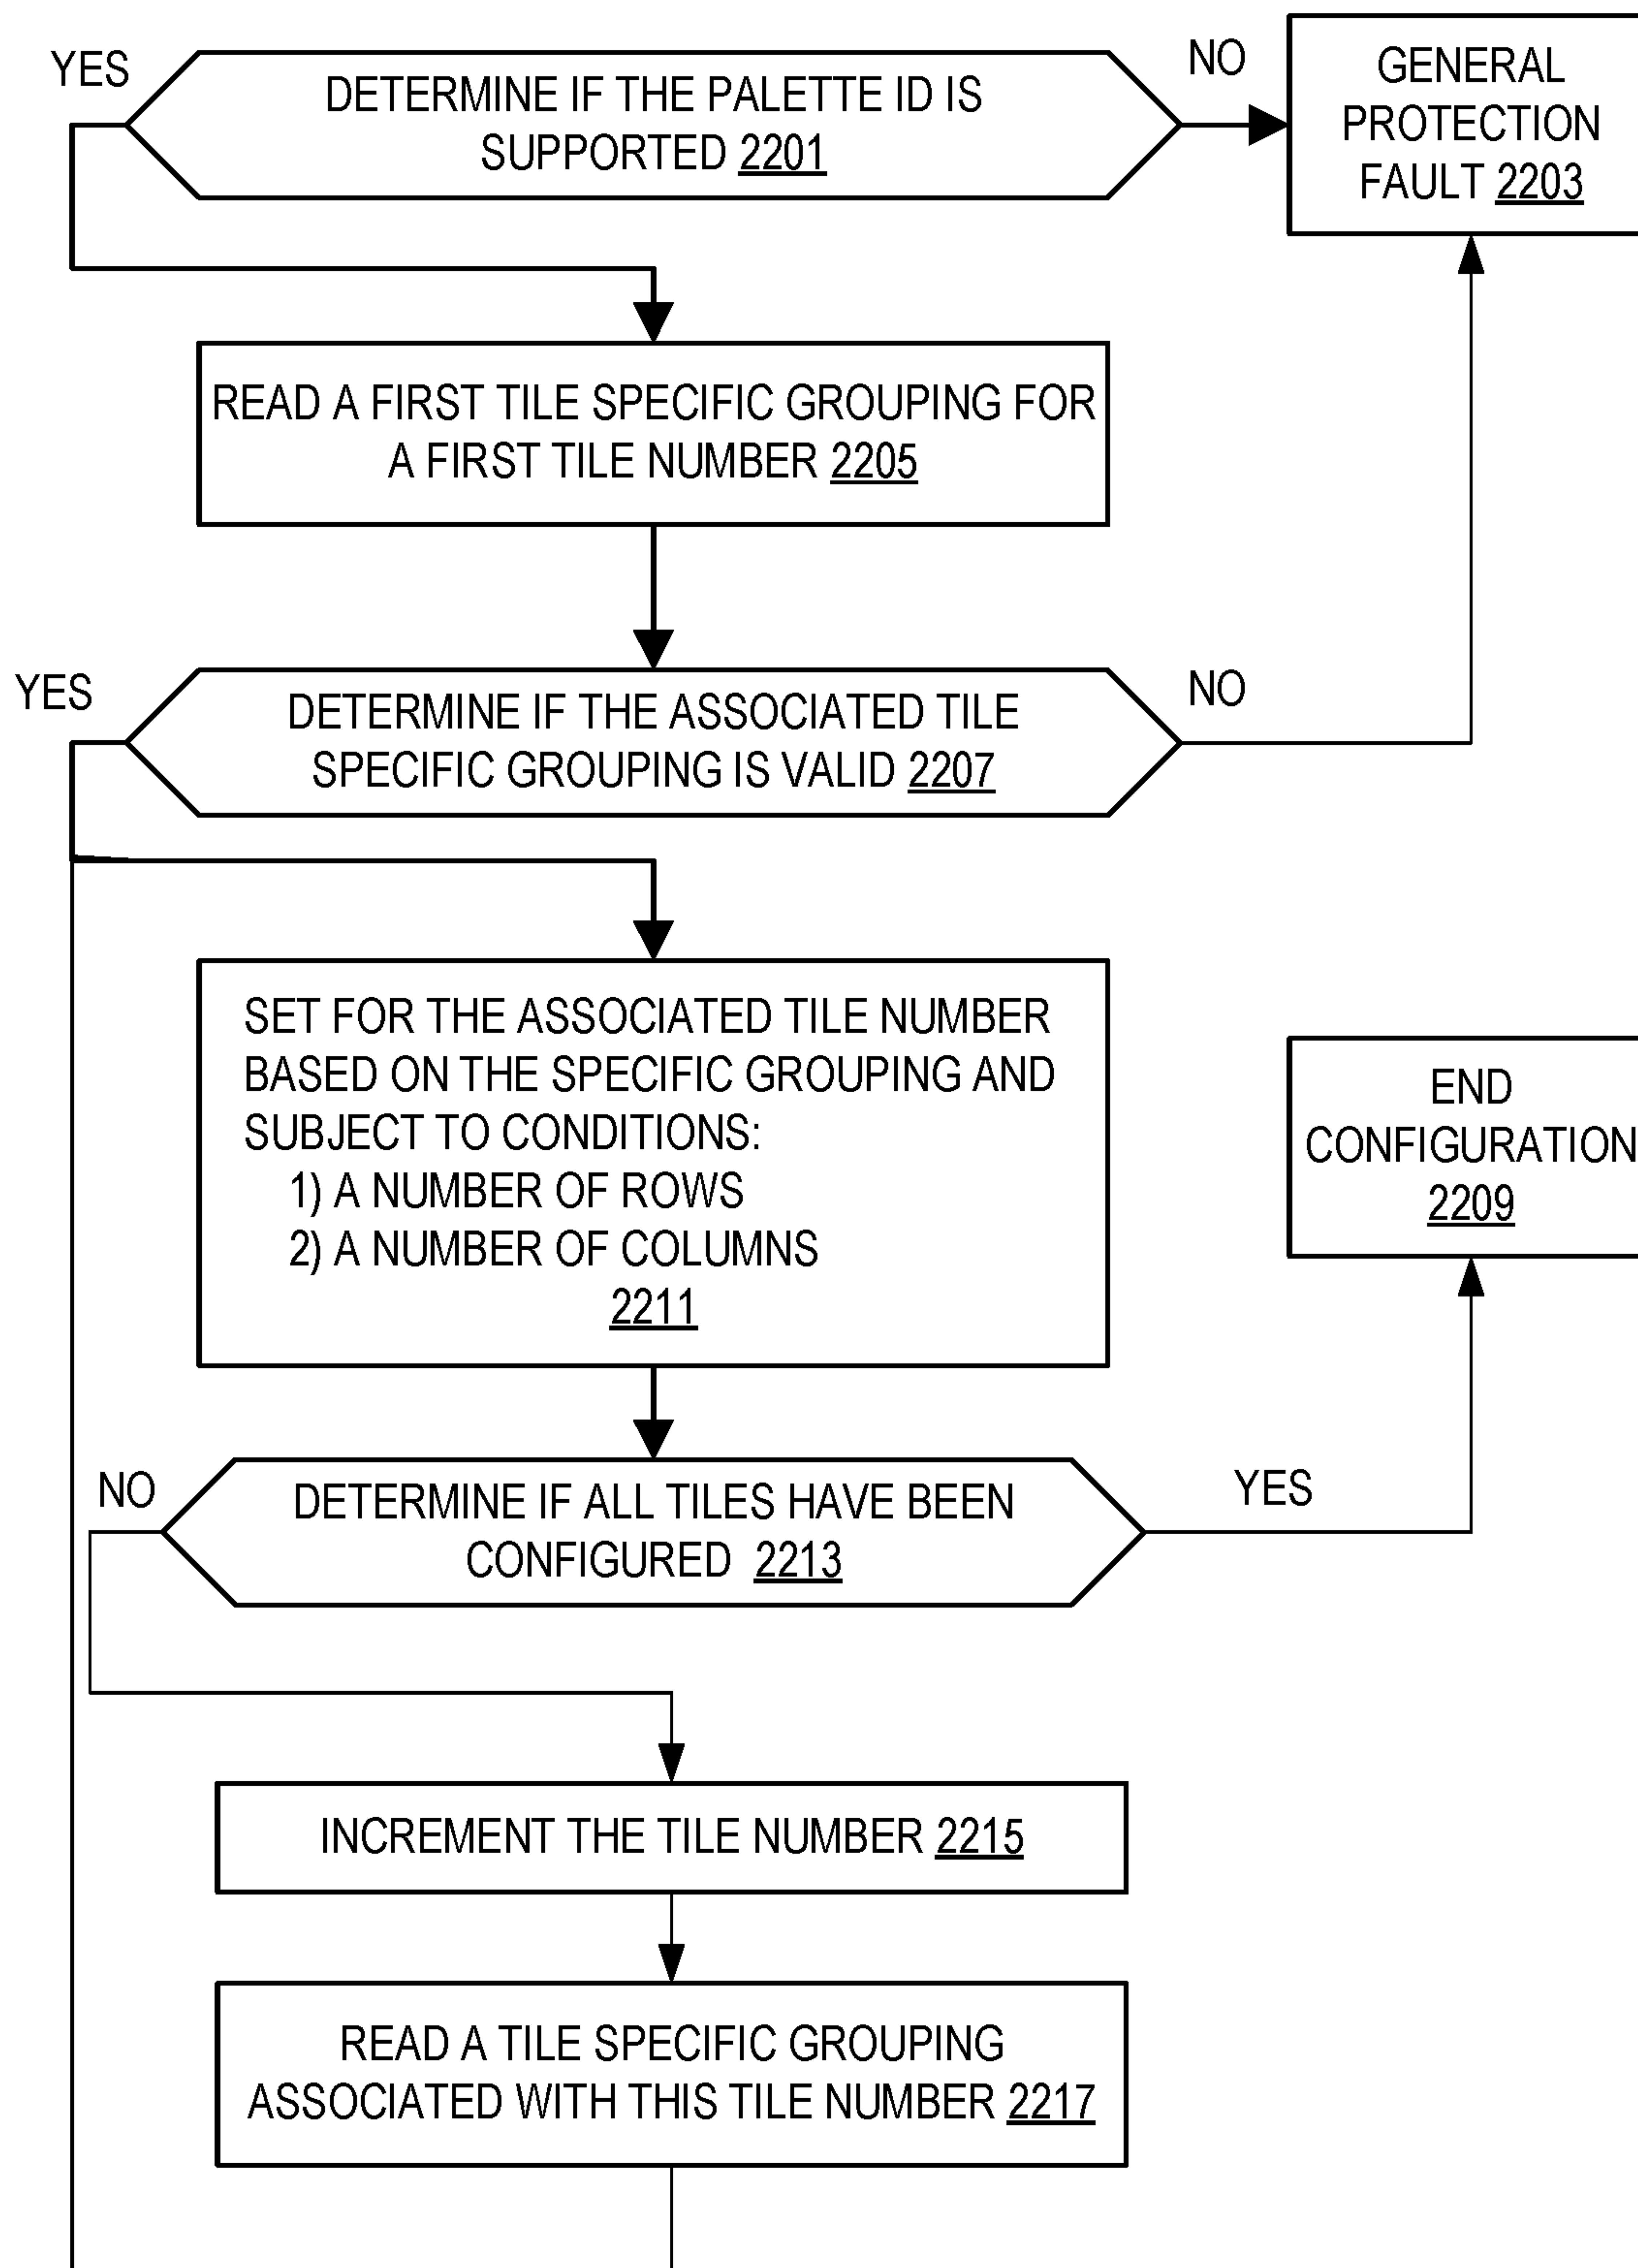 YES
DETERMINE IF THE PALETTE ID IS
SUPPORTED 2201
NO
GENERAL
PROTECTION
FAULT 2203
READ A FIRST TILE SPECIFIC GROUPING FOR
A FIRST TILE NUMBER 2205
YES
DETERMINE IF THE ASSOCIATED TILE
SPECIFIC GROUPING IS VALID 2207
NO
SET FOR THE ASSOCIATED TILE NUMBER
BASED ON THE SPECIFIC GROUPING AND
SUBJECT TO CONDITIONS:
1) A NUMBER OF ROWS
2) A NUMBER OF COLUMNS
2211
END
CONFIGURATION
2209
NO
DETERMINE IF ALL TILES HAVE BEEN
CONFIGURED 2213
YES
INCREMENT THE TILE NUMBER 2215
READ A TILE SPECIFIC GROUPING
ASSOCIATED WITH THIS TILE NUMBER 2217